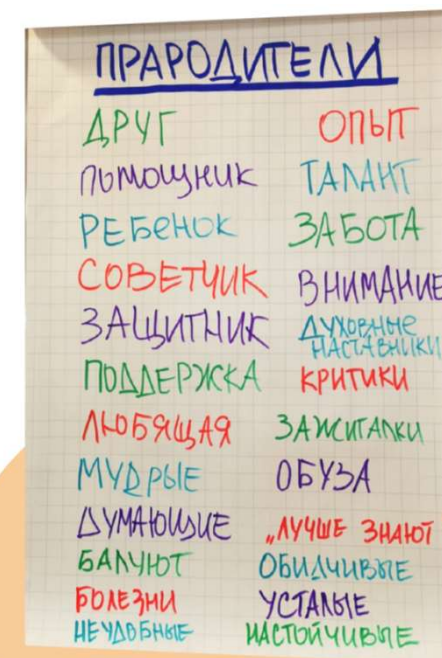 ПРАРОДИТЕЛИ
ДРУГ
ПОМОЩНИК
РЕБЕНОК
СОВЕТЧИК
ЗАЩИТНИК
ПОДДЕРЖКА
ЛЮБЯЩАЯ
МУДРЫЕ
ДУМАЮЩИЕ
БАЛУЮТ
БОЛЕЗНИ
НЕУДОБНЫЕ
ОПЫТ
ТАЛАНТ
ЗАБОТА
ВНИМАНИЕ
ДУХОВНЫЕ
НАСТАВНИКИ
КРИТИКИ
ЗАЖИГАЛКИ
ОБУЗА
„ЛУЧШЕ ЗНАЮТ
ОБИДЧИВЫЕ
УСТАЛЫЕ
НАСТОЙЧИВЫЕ